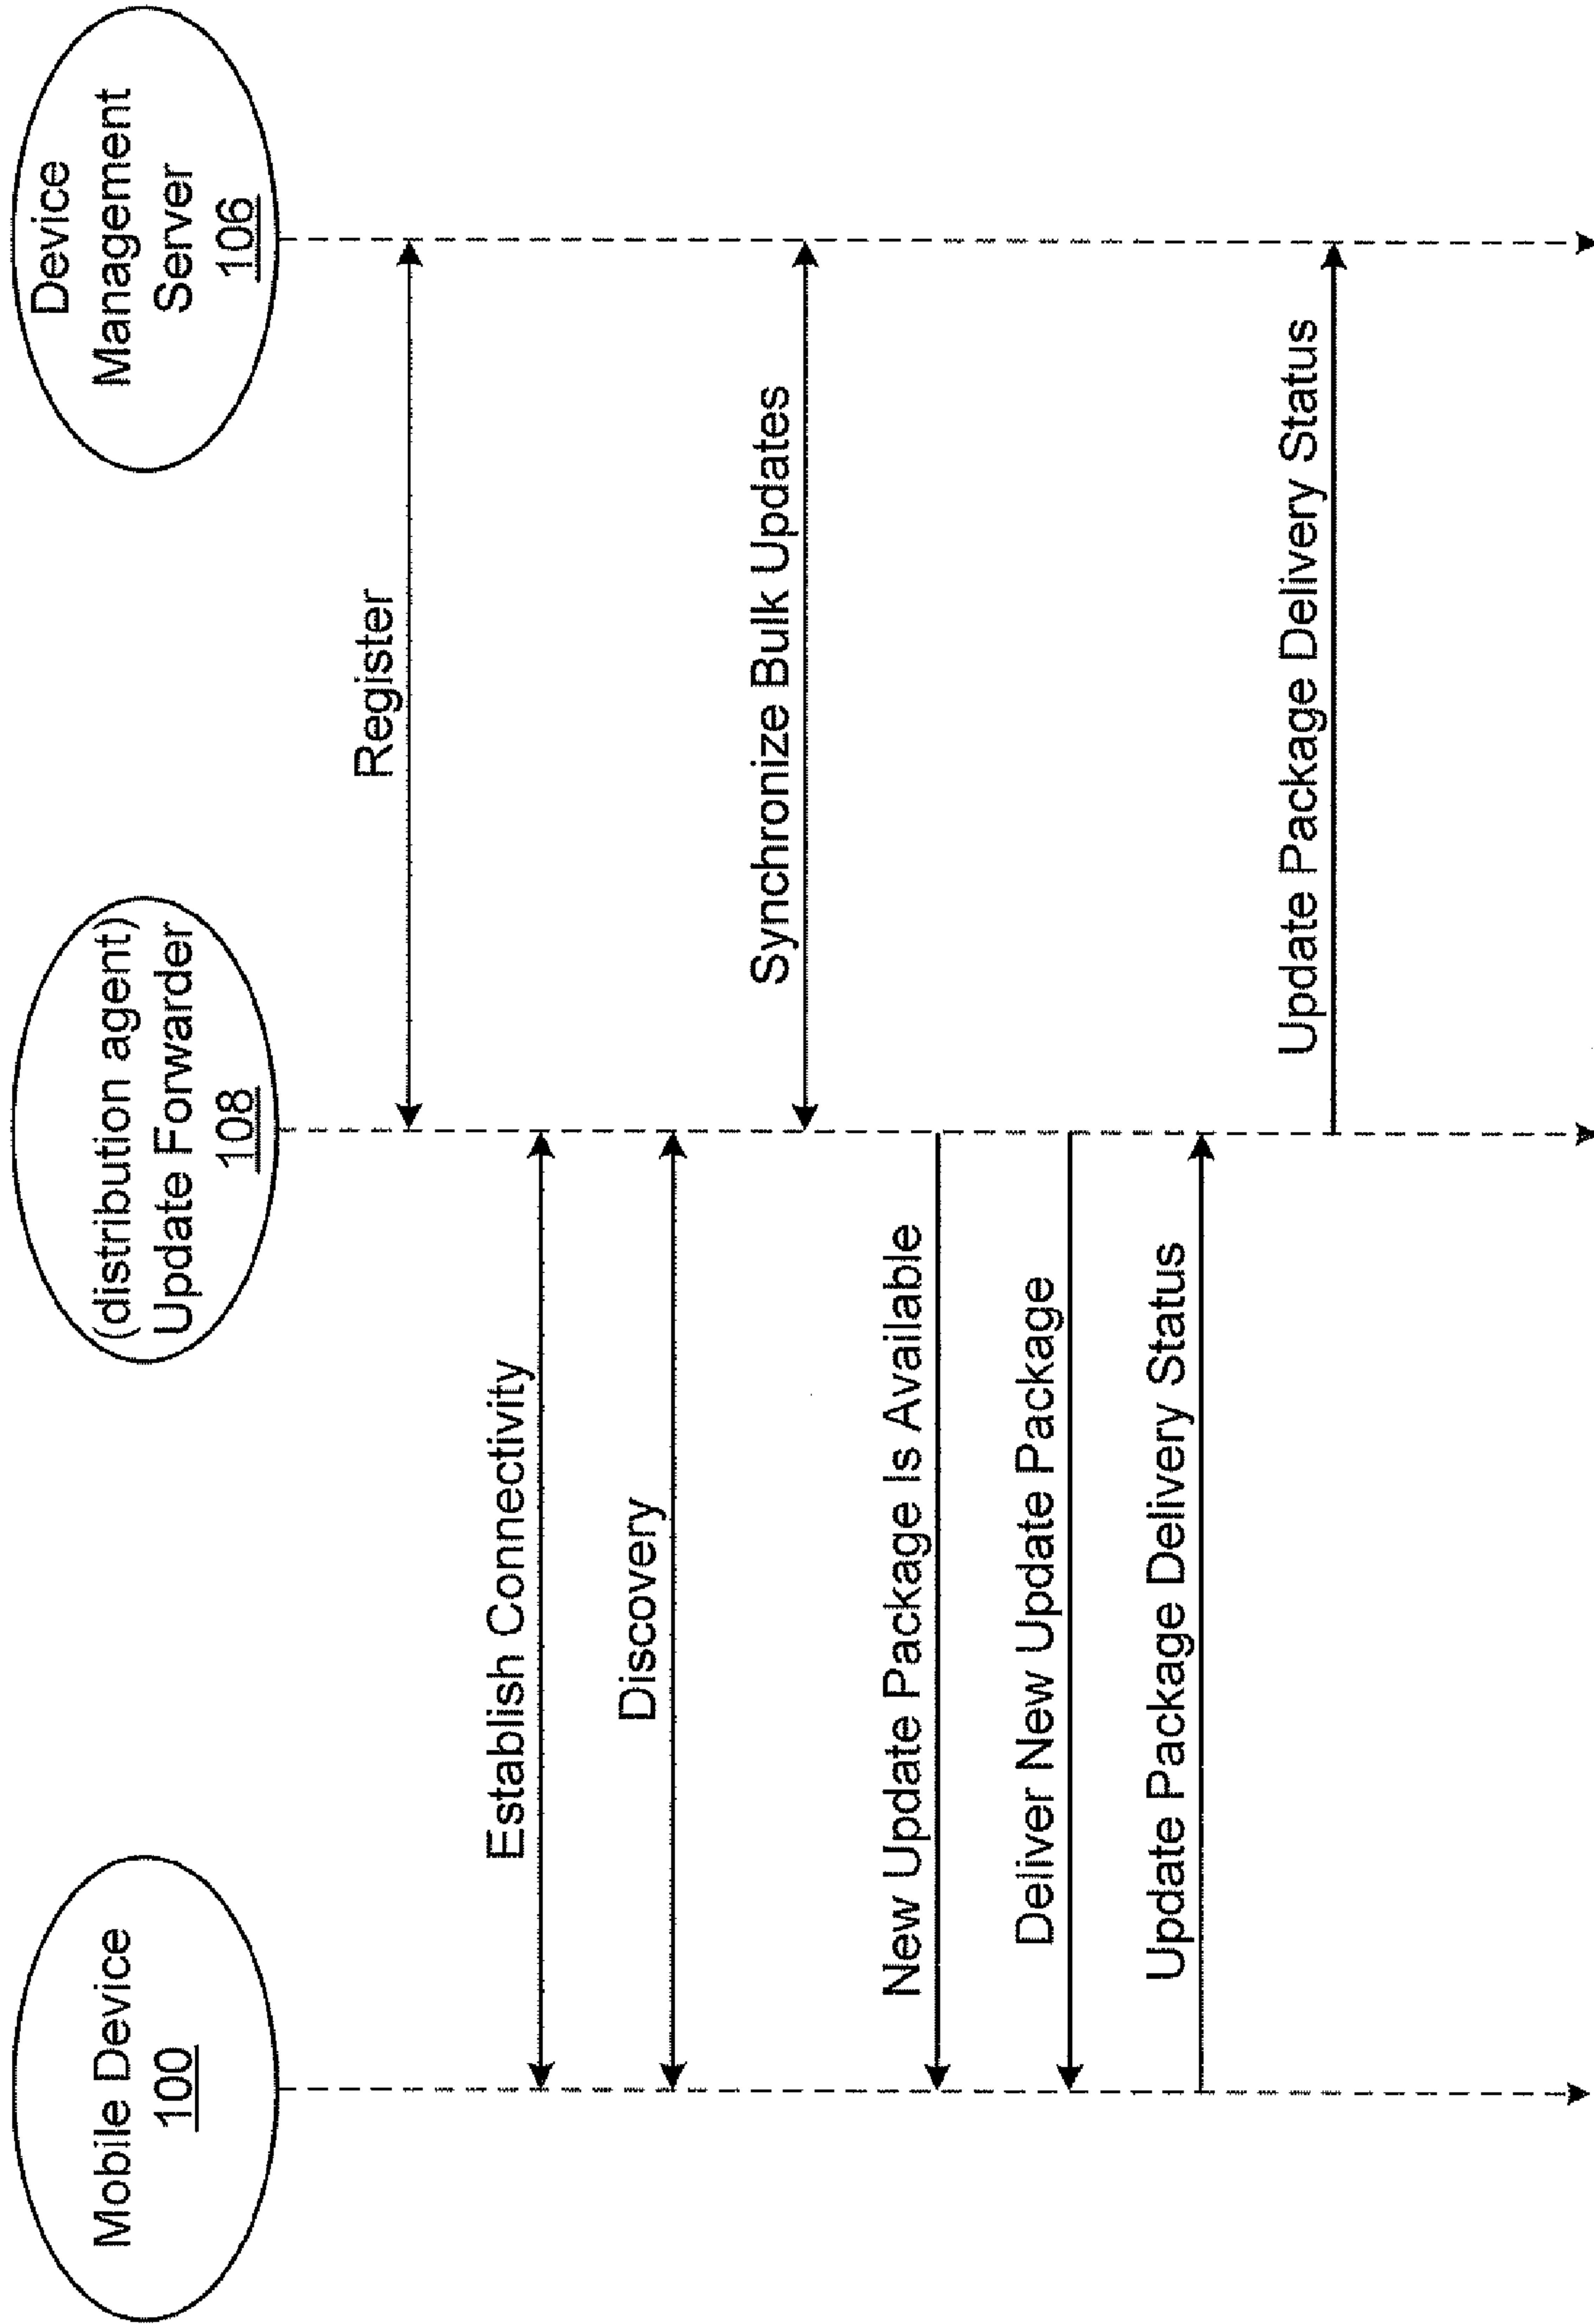 Mobile Device
100
(distribution agent)
Update Forwarder
108
Device
Management
Server
106
Register
Establish Connectivity
Discovery
Synchronize Bulk Updates
New Update Package Is Available
Deliver New Update Package
Update Package Delivery Status
Update Package Delivery Status